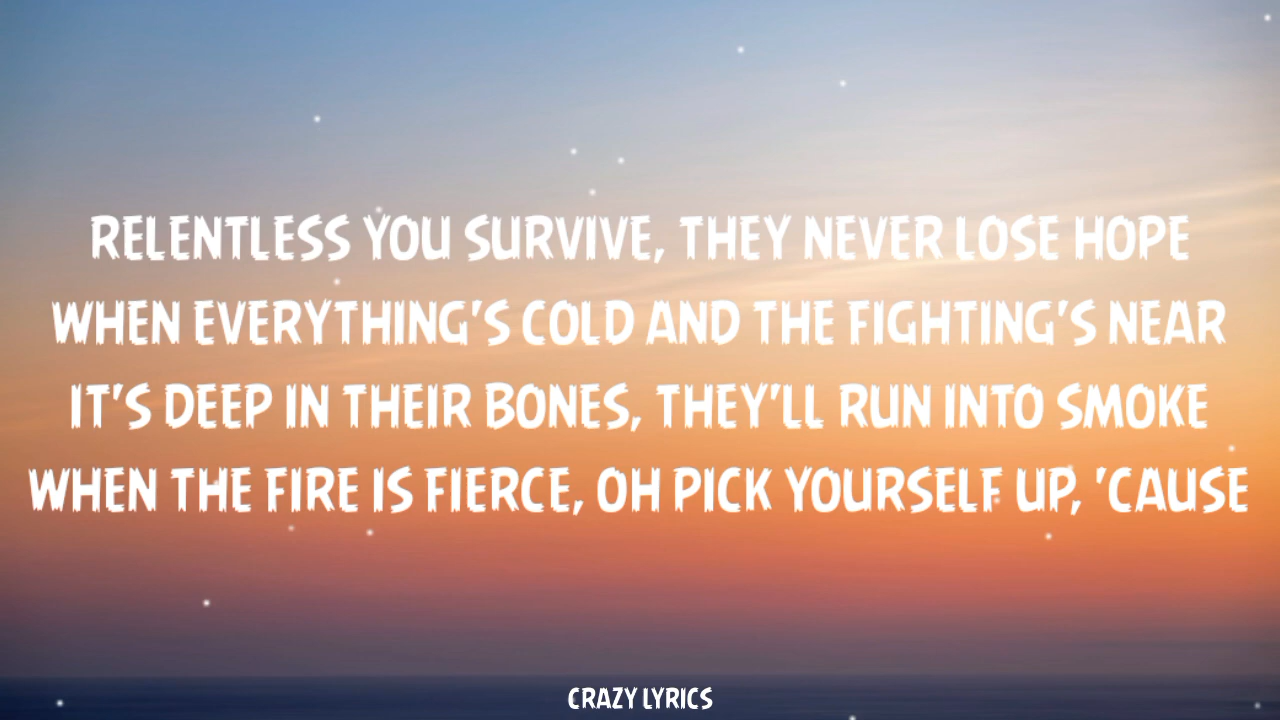 RELENTLESS YOU SURVIVE, THEY NEVER LOSE HOPE
WHEN EVERYTHING'S COLD AND THE FIGHTING'S NEAR
IT'S DEEP IN THEIR BONES, THEY'LL RUN INTO SMOKE
WHEN THE FIRE IS FIERCE, OH PICK YOURSELF UP, 'CAUSE
CRAZY LYRICS